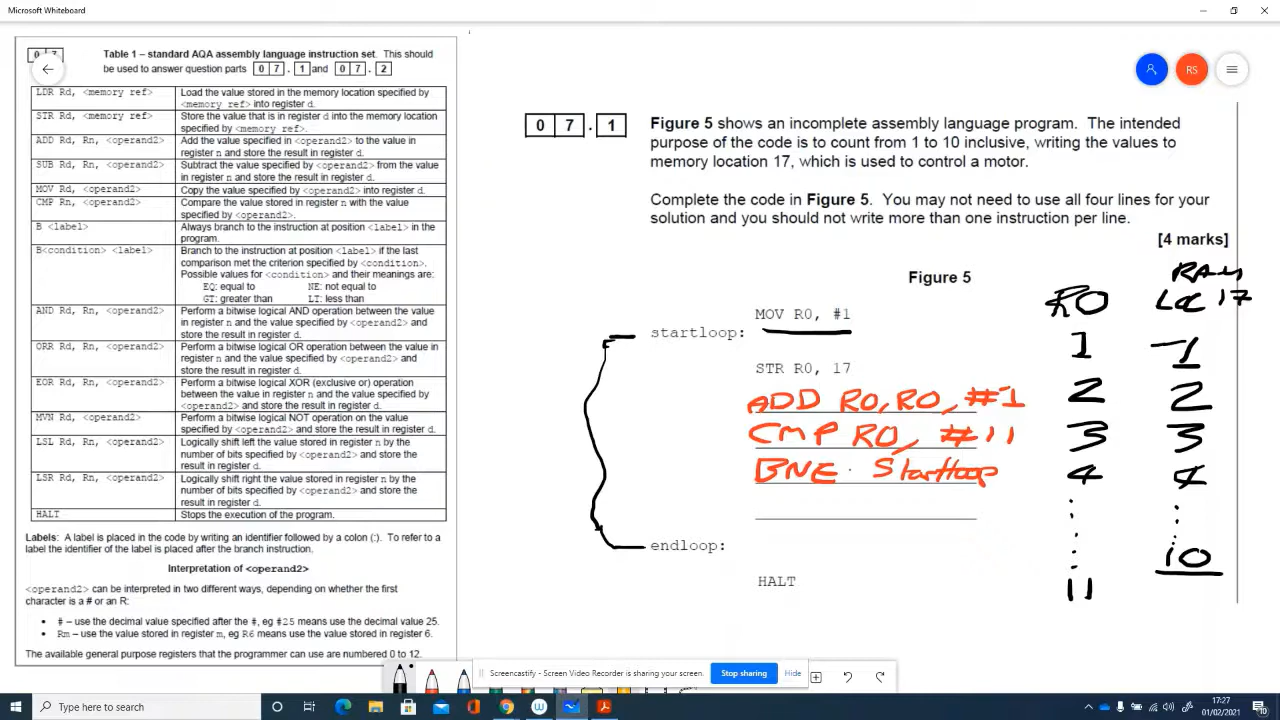 Microsoft Whiteboard
Table 1 – standard AQA assembly language instruction set. This should
be used to answer question parts 0 7 . 1 and 0 7 . 2
LDR Rd, <memory ref>
Load the value stored in the memory location specified by
<memory ref> into register d.
STR Rd, <memory ref>
Store the value that is in register d into the memory location
specified by <memory ref>.
ADD Rd, Rn, <operand2>
Add the value specified in <operand2> to the value in
register n and store the result in register d.
SUB Rd, Rn, <operand2>
Subtract the value specified by <operand2> from the value
in register n and store the result in register d.
MOV Rd, <operand2>
Copy the value specified by <operand2> into register d.
CMP Rn, <operand2>
Compare the value stored in register n with the value
specified by <operand2>.
B <label>
Always branch to the instruction at position <label> in the
program.
B<condition> <label>
Branch to the instruction at position <label> if the last
comparison met the criterion specified by <condition>.
Possible values for <condition> and their meanings are:
EQ: equal to NE: not equal to
GT: greater than LT: less than
AND Rd, Rn, <operand2>
Perform a bitwise logical AND operation between the value
in register n and the value specified by <operand2> and
store the result in register d.
ORR Rd, Rn, <operand2>
Perform a bitwise logical OR operation between the value in
register n and the value specified by <operand2> and
store the result in register d.
EOR Rd, Rn, <operand2>
Perform a bitwise logical XOR (exclusive or) operation
between the value in register n and the value specified by
<operand2> and store the result in register d.
MVN Rd, <operand2>
Perform a bitwise logical NOT operation on the value
specified by <operand2> and store the result in register d.
LSL Rd, Rn, <operand2>
Logically shift left the value stored in register n by the
number of bits specified by <operand2> and store the
result in register d.
LSR Rd, Rn, <operand2>
Logically shift right the value stored in register n by the
number of bits specified by <operand2> and store the
result in register d.
HALT
Stops the execution of the program.
Labels: A label is placed in the code by writing an identifier followed by a colon (:). To refer to
a label the identifier of the label is placed after the branch instruction.
Interpretation of <operand2>
<operand2> can be interpreted in two different ways, depending on whether the first
character is a # or an R:
• # – use the decimal value specified after the #, eg #25 means use the decimal value 25.
• Rm – use the value stored in register m, eg R6 means use the value stored in register 6.
The available general purpose registers that the programmer can use are numbered 0 to 12.
RS
0 7 . 1
Figure 5 shows an incomplete assembly language program. The intended
purpose of the code is to count from 1 to 10 inclusive, writing the values to
memory location 17, which is used to control a motor.
Complete the code in Figure 5. You may not need to use all four lines for your
solution and you should not write more than one instruction per line.
[4 marks]
Figure 5
MOV R0, #1
startloop:
STR R0, 17
ADD R0, R0, #1
CMP R0, #11
BNE Startloop
endloop:
HALT
R0
1
2
3
4
11
RAM
LOC 17
1
2
3
4
10
Screencastify - Screen Video Recorder is sharing your screen.
Stop sharing
Hide
Type here to search
17:27
01/02/2021